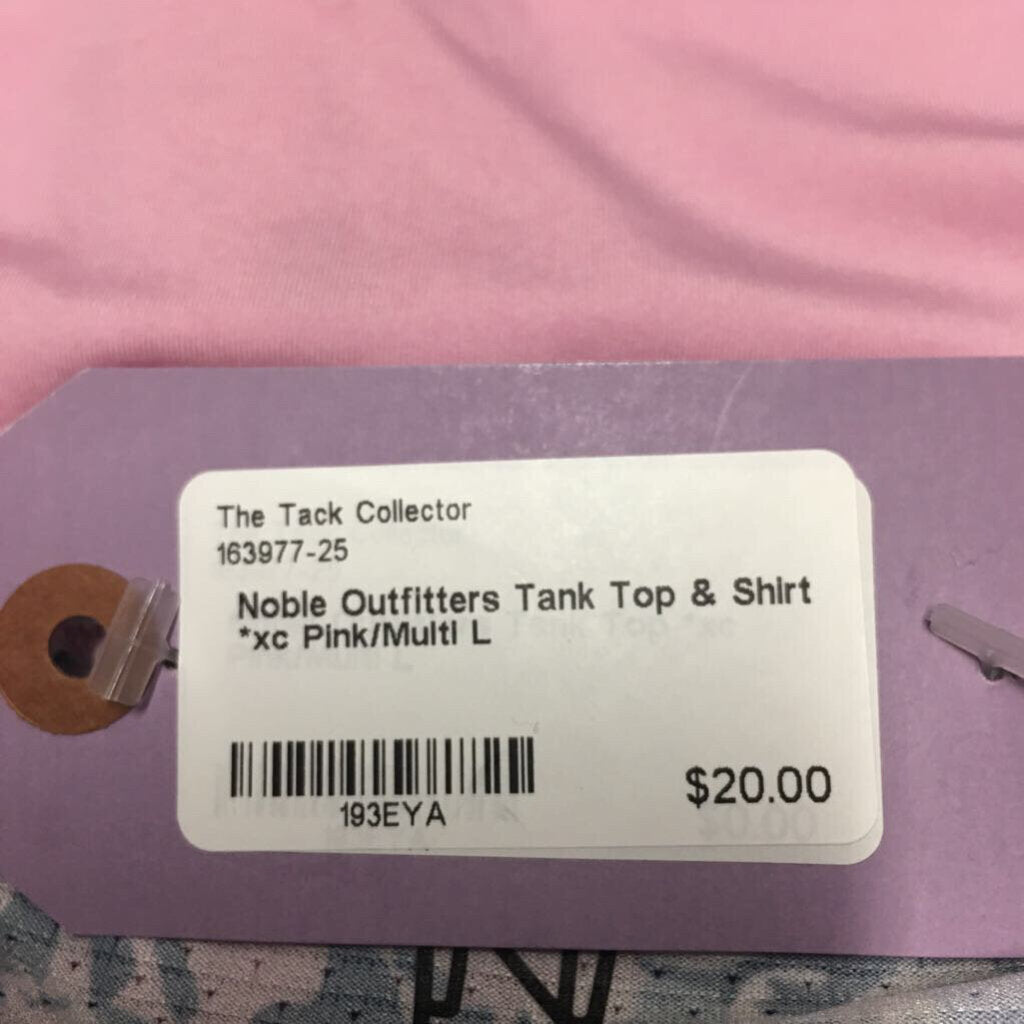 The Tack Collector
163977-25
Noble Outfitters Tank Top & Shirt
*xc Pink/Multi L
193EYA
$20.00